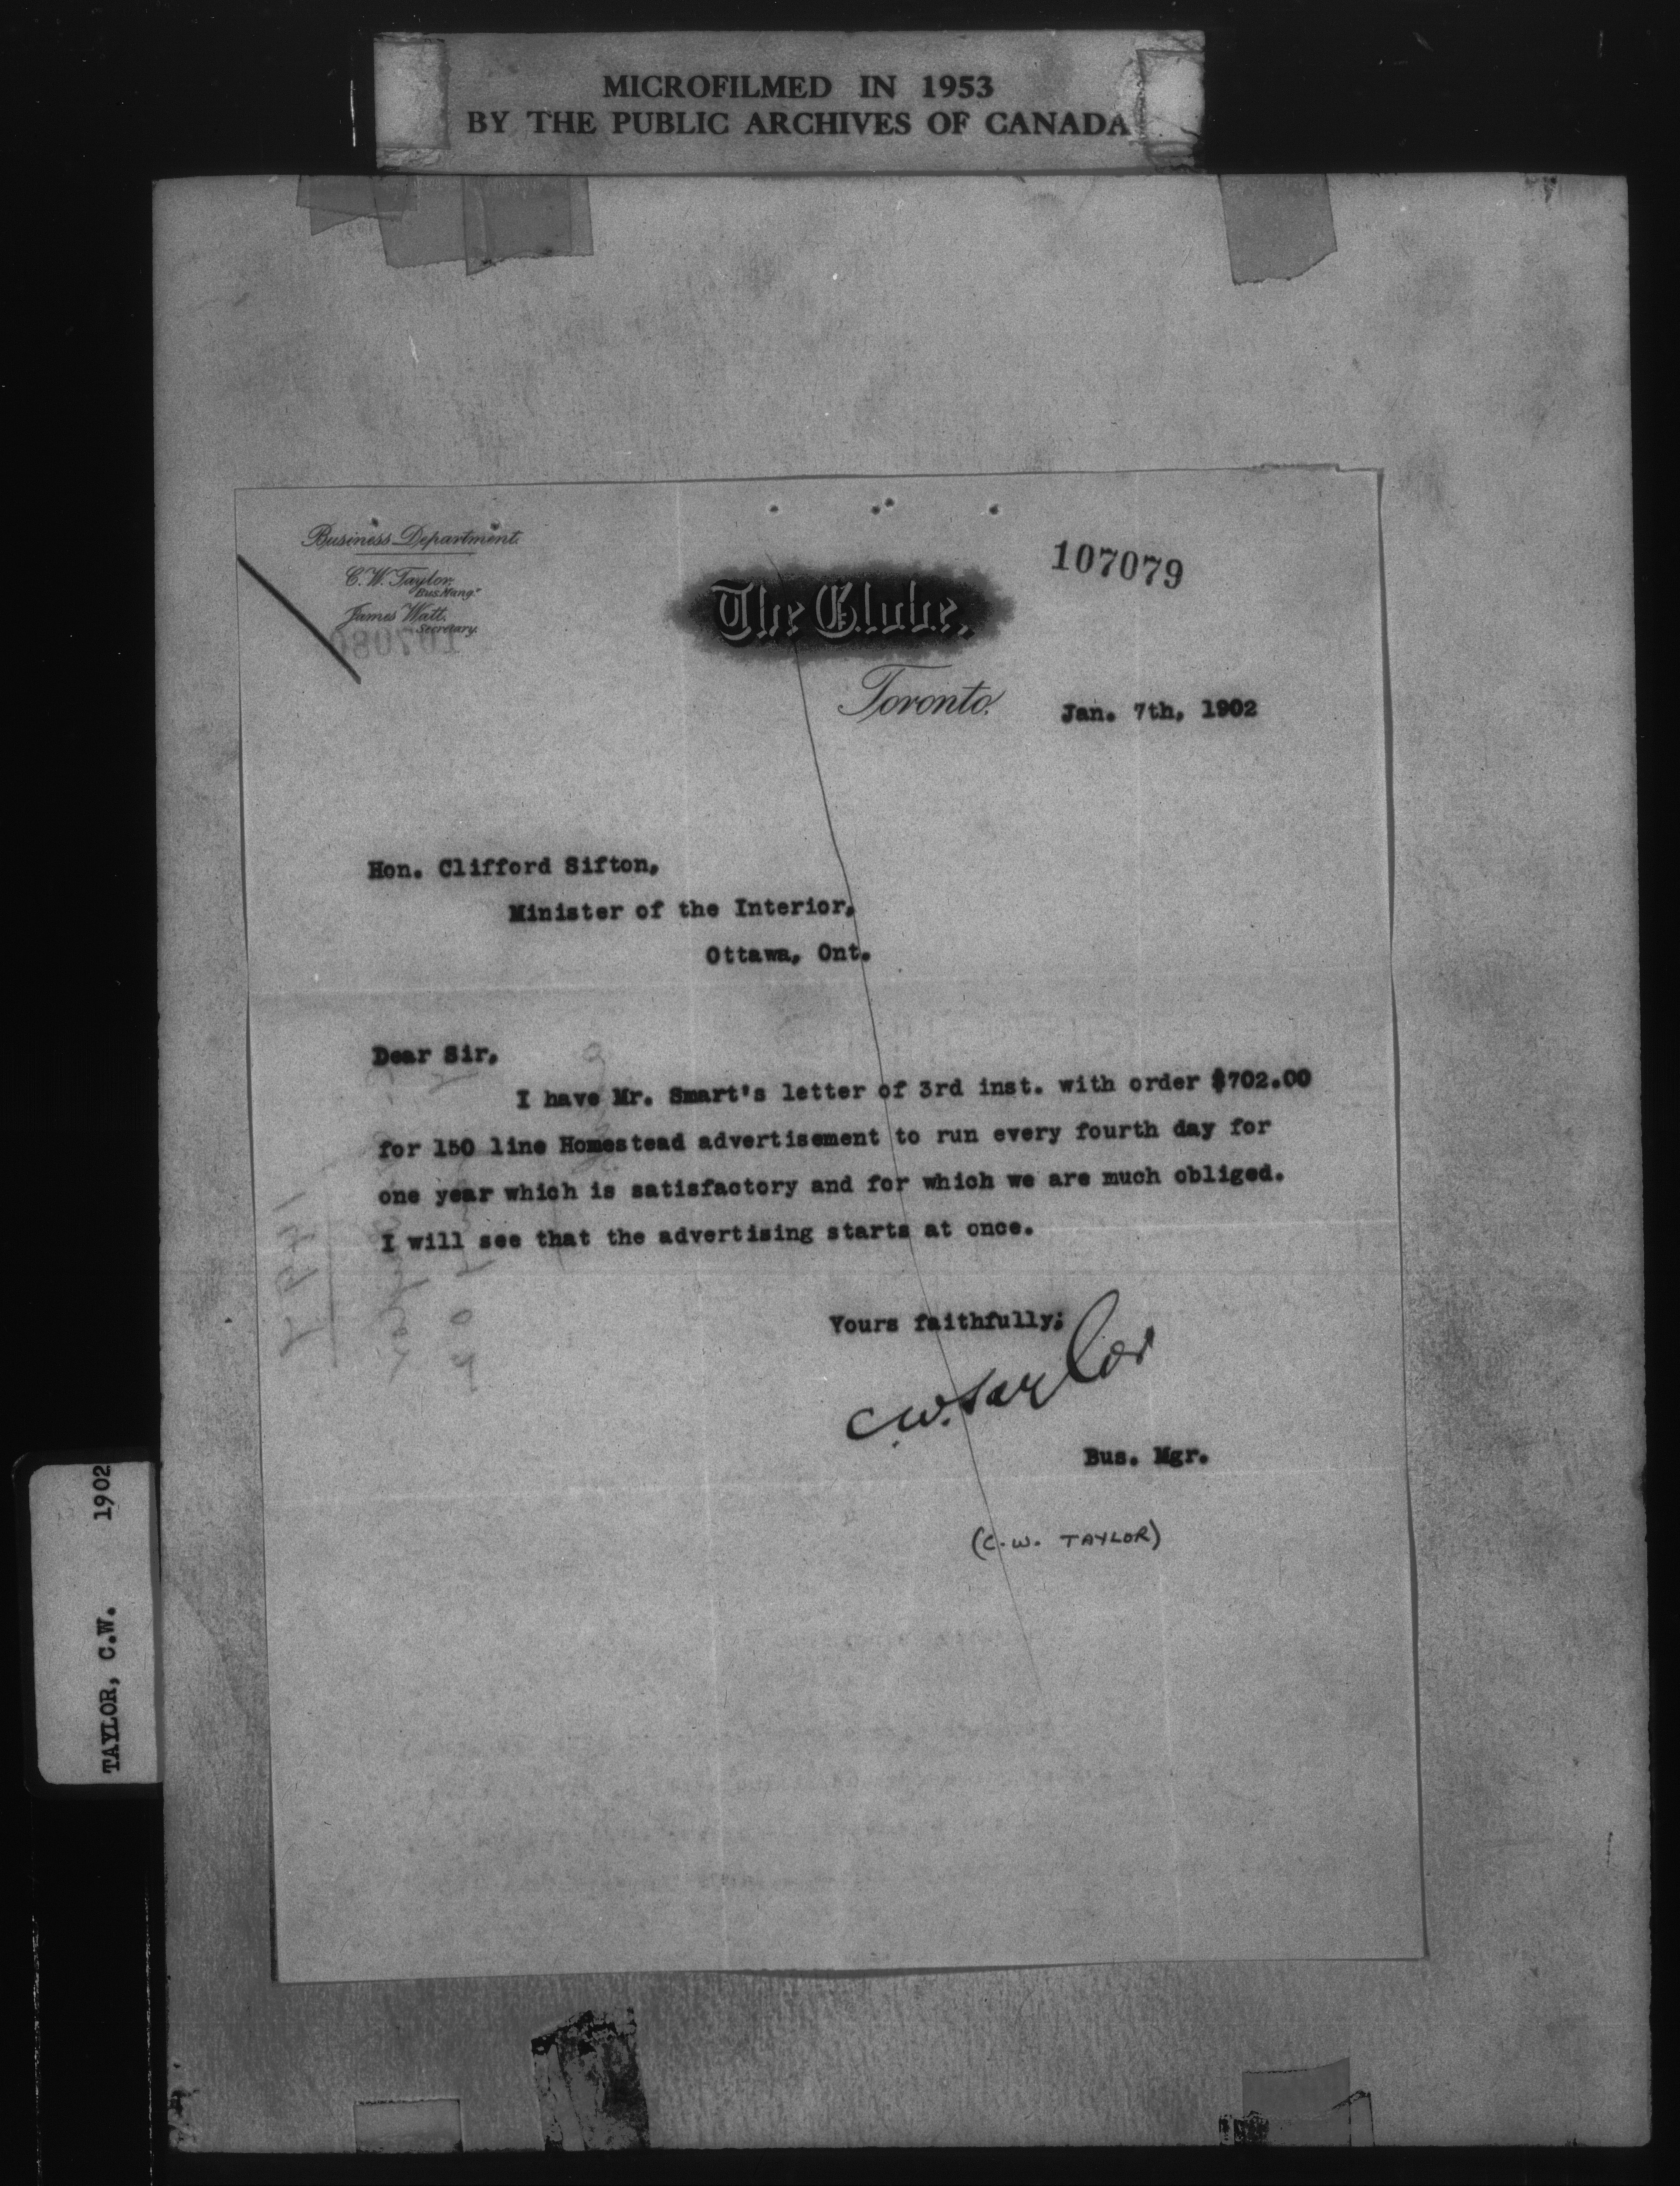 MICROFILMED IN 1953
BY THE PUBLIC ARCHIVES OF CANADA
Business Department.
C. W. Taylor,
Bus. Mang.r
James Watt,
Secretary.
107080
The Globe,
107079
Toronto.
Jan. 7th, 1902
Hon. Clifford Sifton,
Minister of the Interior,
Ottawa, Ont.
Dear Sir,
I have Mr. Smart's letter of 3rd inst. with order $702.00
for 150 line Homestead advertisement to run every fourth day for
one year which is satisfactory and for which we are much obliged.
I will see that the advertising starts at once.
Yours faithfully;
C.W. Taylor
Bus. Mgr.
(C.W. TAYLOR)
TAYLOR, C.W. 1902